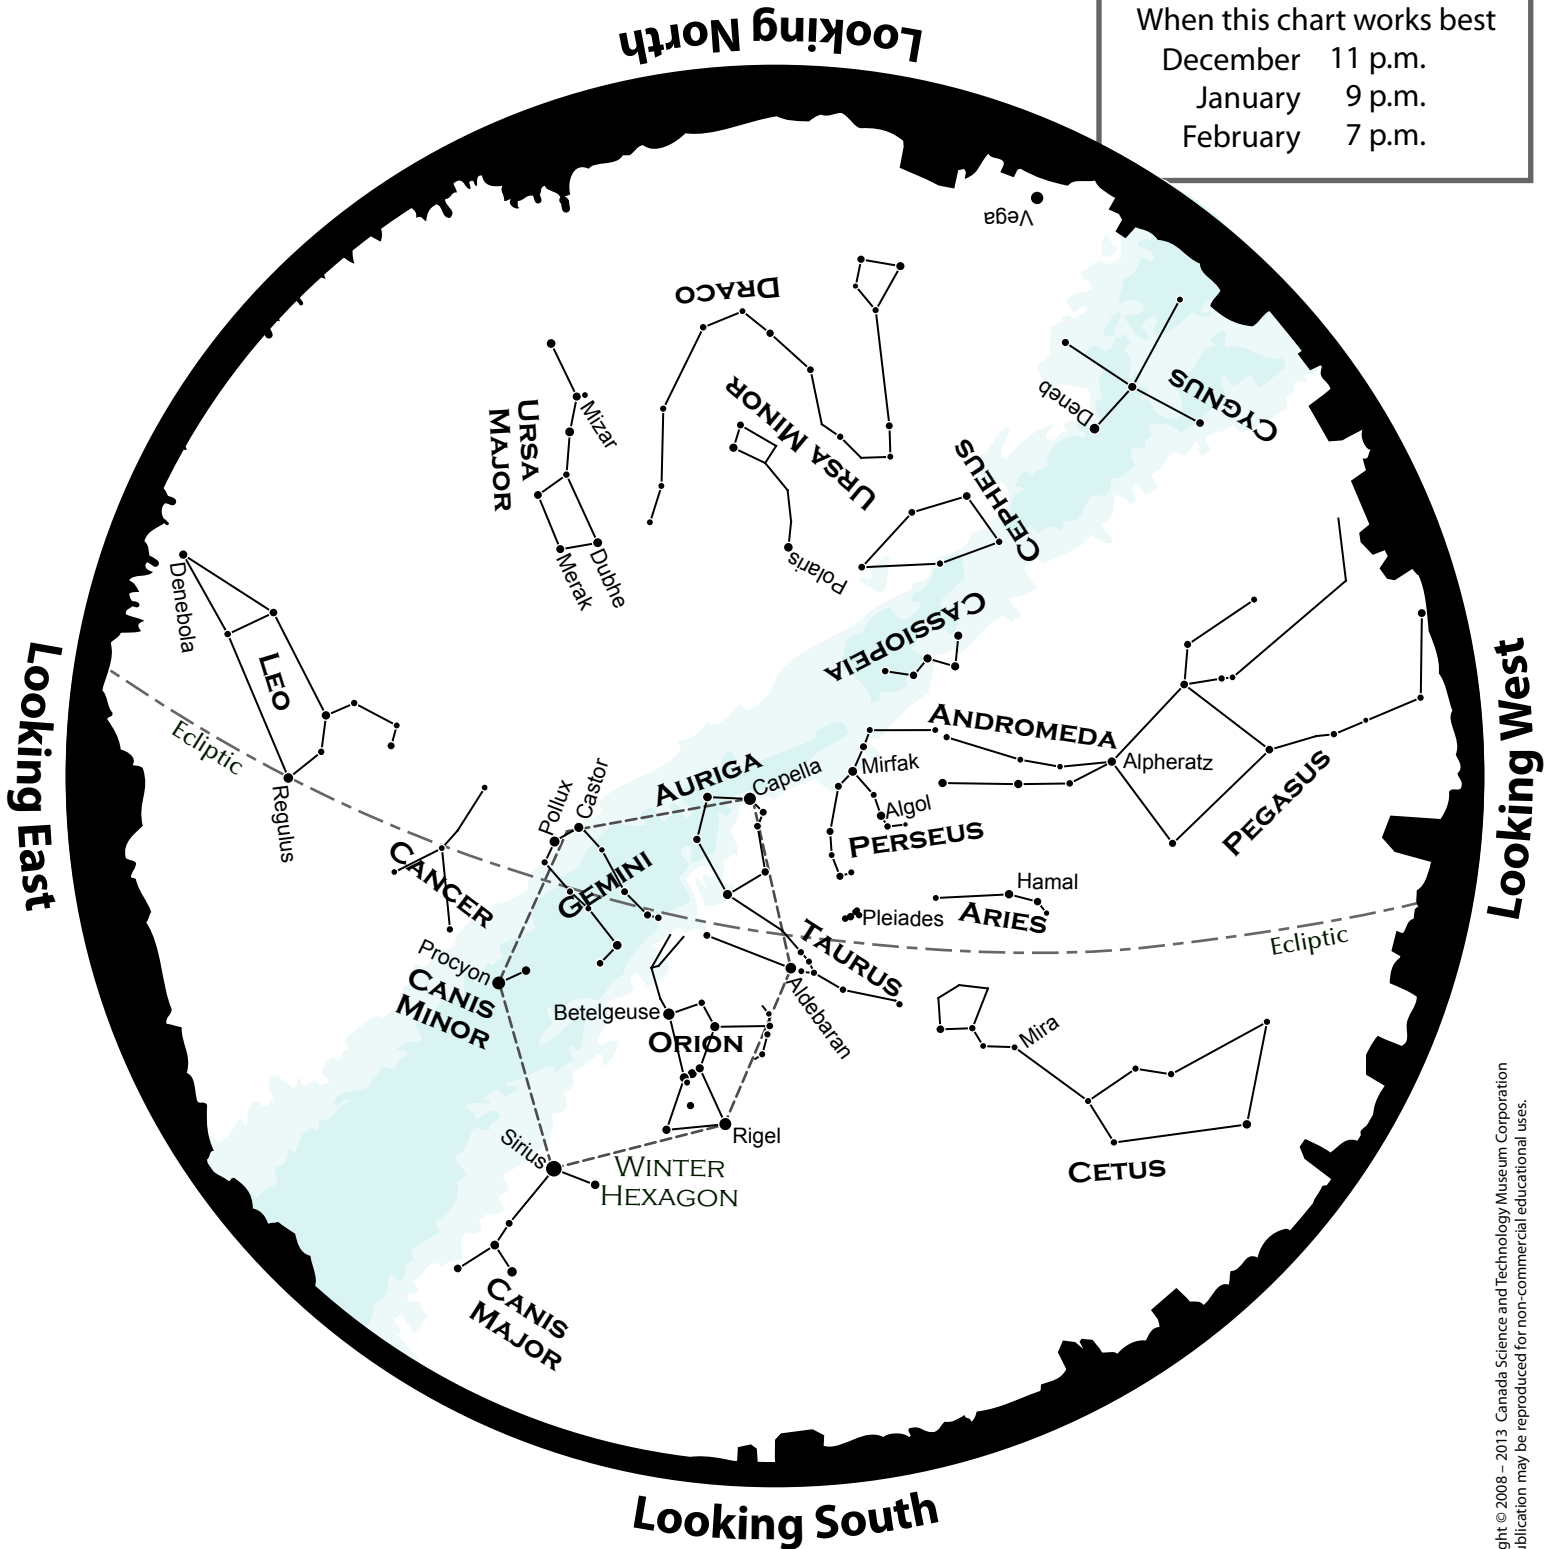 When this chart works best
December 11 p.m.
January 9 p.m.
February 7 p.m.
Looking North
Vega
DRACO
CYGNUS
Deneb
URSA MINOR
Mizar
URSA
MAJOR
CEPHEUS
Polaris
Dubhe
Merak
Denebola
CASSIOPEIA
LEO
Looking East
Looking West
Ecliptic
ANDROMEDA
Alpheratz
PEGASUS
Mirfak
Algol
PERSEUS
AURIGA
Capella
Castor
Pollux
Regulus
CANCER
GEMINI
Hamal
ARIES
Pleiades
TAURUS
Ecliptic
Procyon
CANIS
MINOR
Betelgeuse
ORION
Aldebaran
Mira
Rigel
CETUS
Sirius
WINTER
HEXAGON
CANIS
MAJOR
Looking South
ght © 2008 – 2013 Canada Science and Technology Museum Corporation
ublication may be reproduced for non-commercial educational uses.